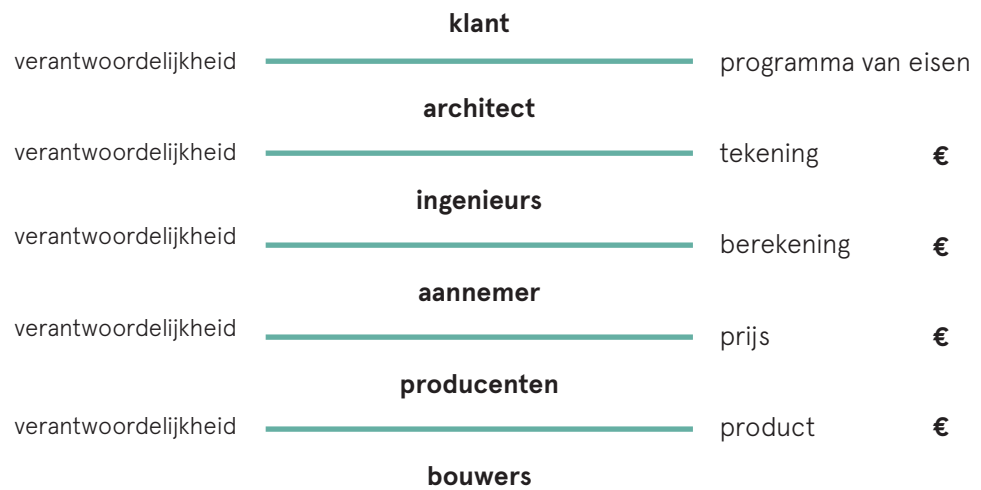 klant
verantwoordelijkheid programma van eisen
architect
verantwoordelijkheid tekening €
ingenieurs
verantwoordelijkheid berekening €
aannemer
verantwoordelijkheid prijs €
producenten
verantwoordelijkheid product €
bouwers